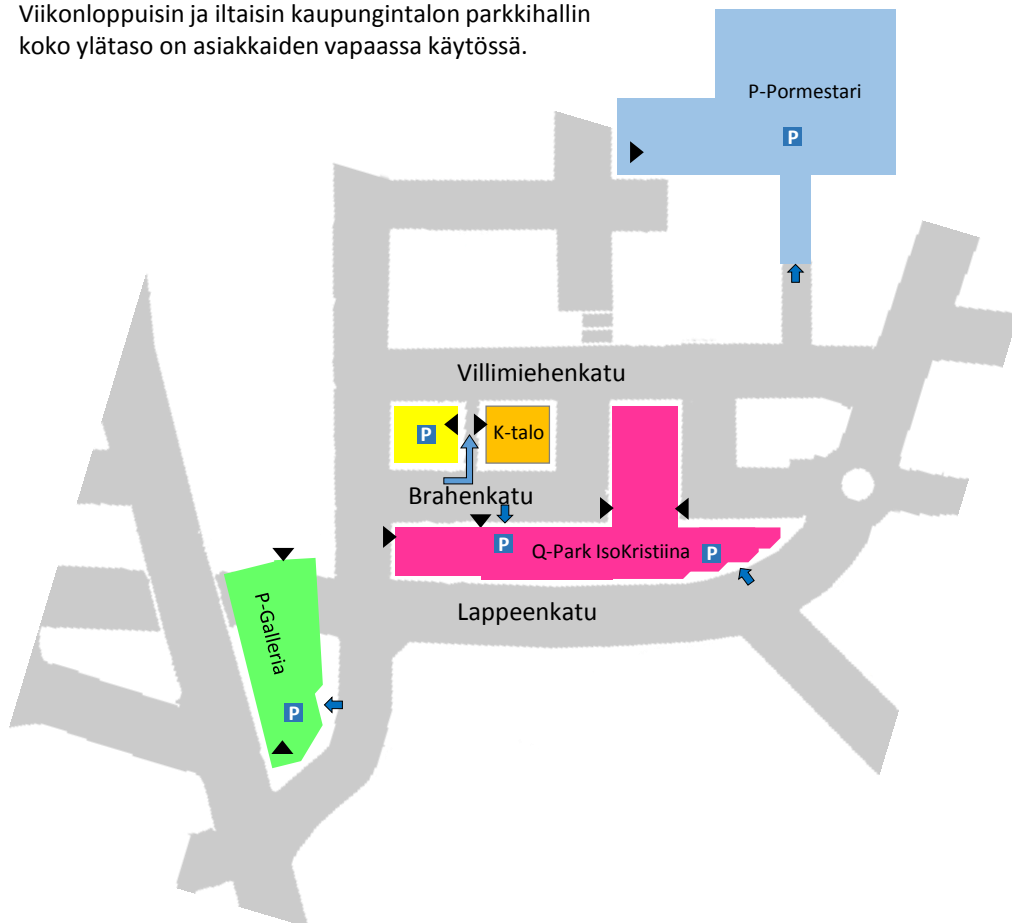 Viikonloppuisin ja iltaisin kaupungintalon parkkihallin
koko ylätaso on asiakkaiden vapaassa käytössä.
P-Pormestari
P
Villimiehenkatu
P
K-talo
Brahenkatu
P
Q-Park IsoKristiina
P
Lappeenkatu
P-Galleria
P